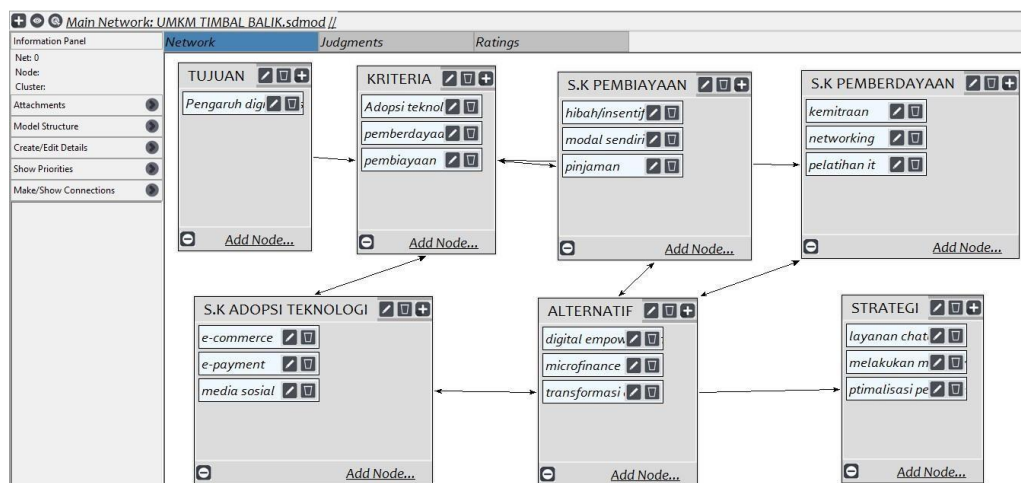 Main Network: UMKM TIMBAL BALIK.sdmod //
Information Panel
Net: 0
Node:
Cluster:
Attachments
Model Structure
Create/Edit Details
Show Priorities
Make/Show Connections
Network Judgments Ratings
TUJUAN
Pengaruh digi
Add Node...
KRITERIA
Adopsi teknol
pemberdayaa
pembiayaan
Add Node...
S.K PEMBIAYAAN
hibah/insentif
modal sendiri
pinjaman
Add Node...
S.K PEMBERDAYAAN
kemitraan
networking
pelatihan it
Add Node...
S.K ADOPSI TEKNOLOGI
e-commerce
e-payment
media sosial
Add Node...
ALTERNATIF
digital empow
microfinance
transformasi
Add Node...
STRATEGI
layanan chat
melakukan m
ptimalisasi pe
Add Node...